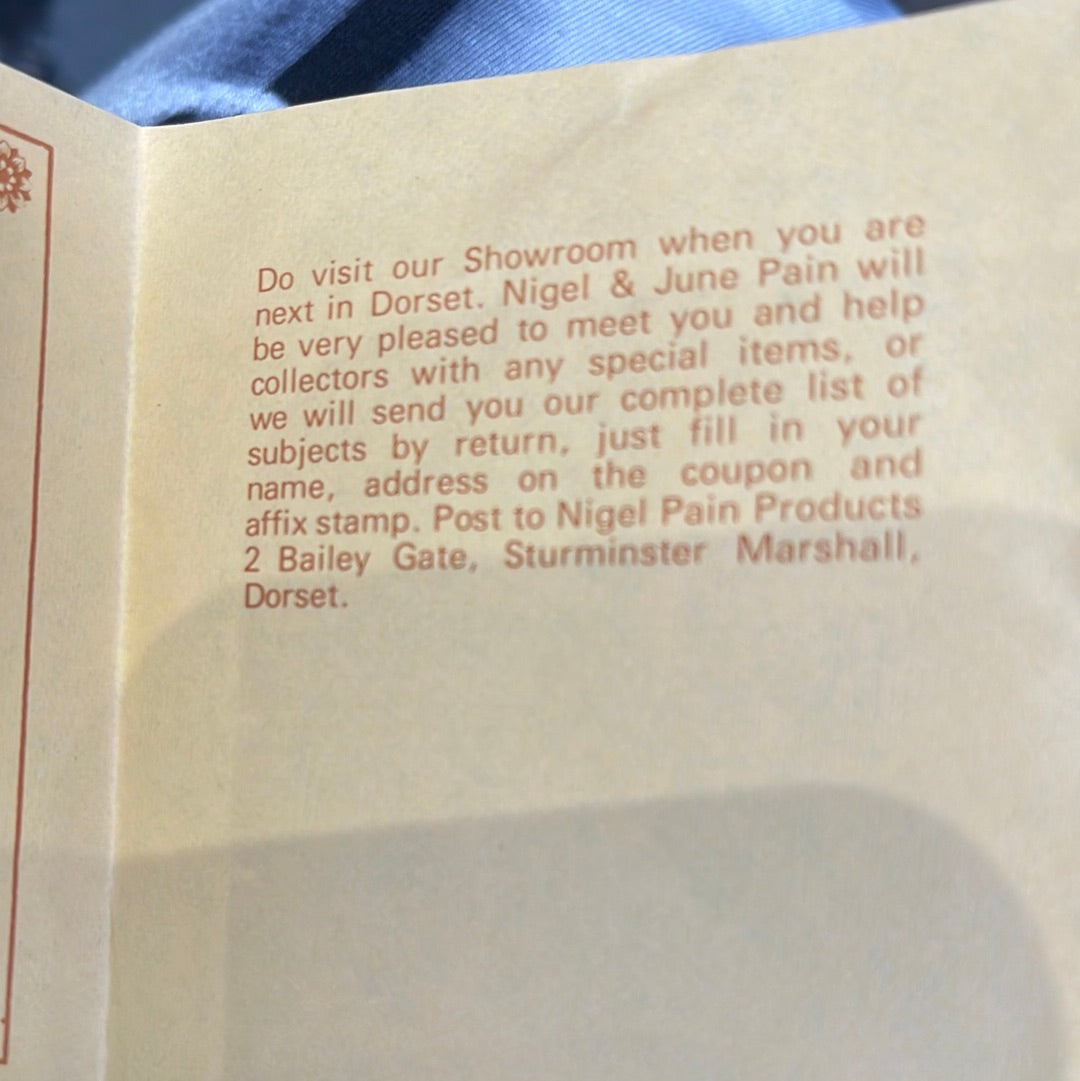 Do visit our Showroom when you are
next in Dorset. Nigel & June Pain will
be very pleased to meet you and help
collectors with any special items, or
we will send you our complete list of
subjects by return, just fill in your
name, address on the coupon and
affix stamp. Post to Nigel Pain Products
2 Bailey Gate, Sturminster Marshall,
Dorset.